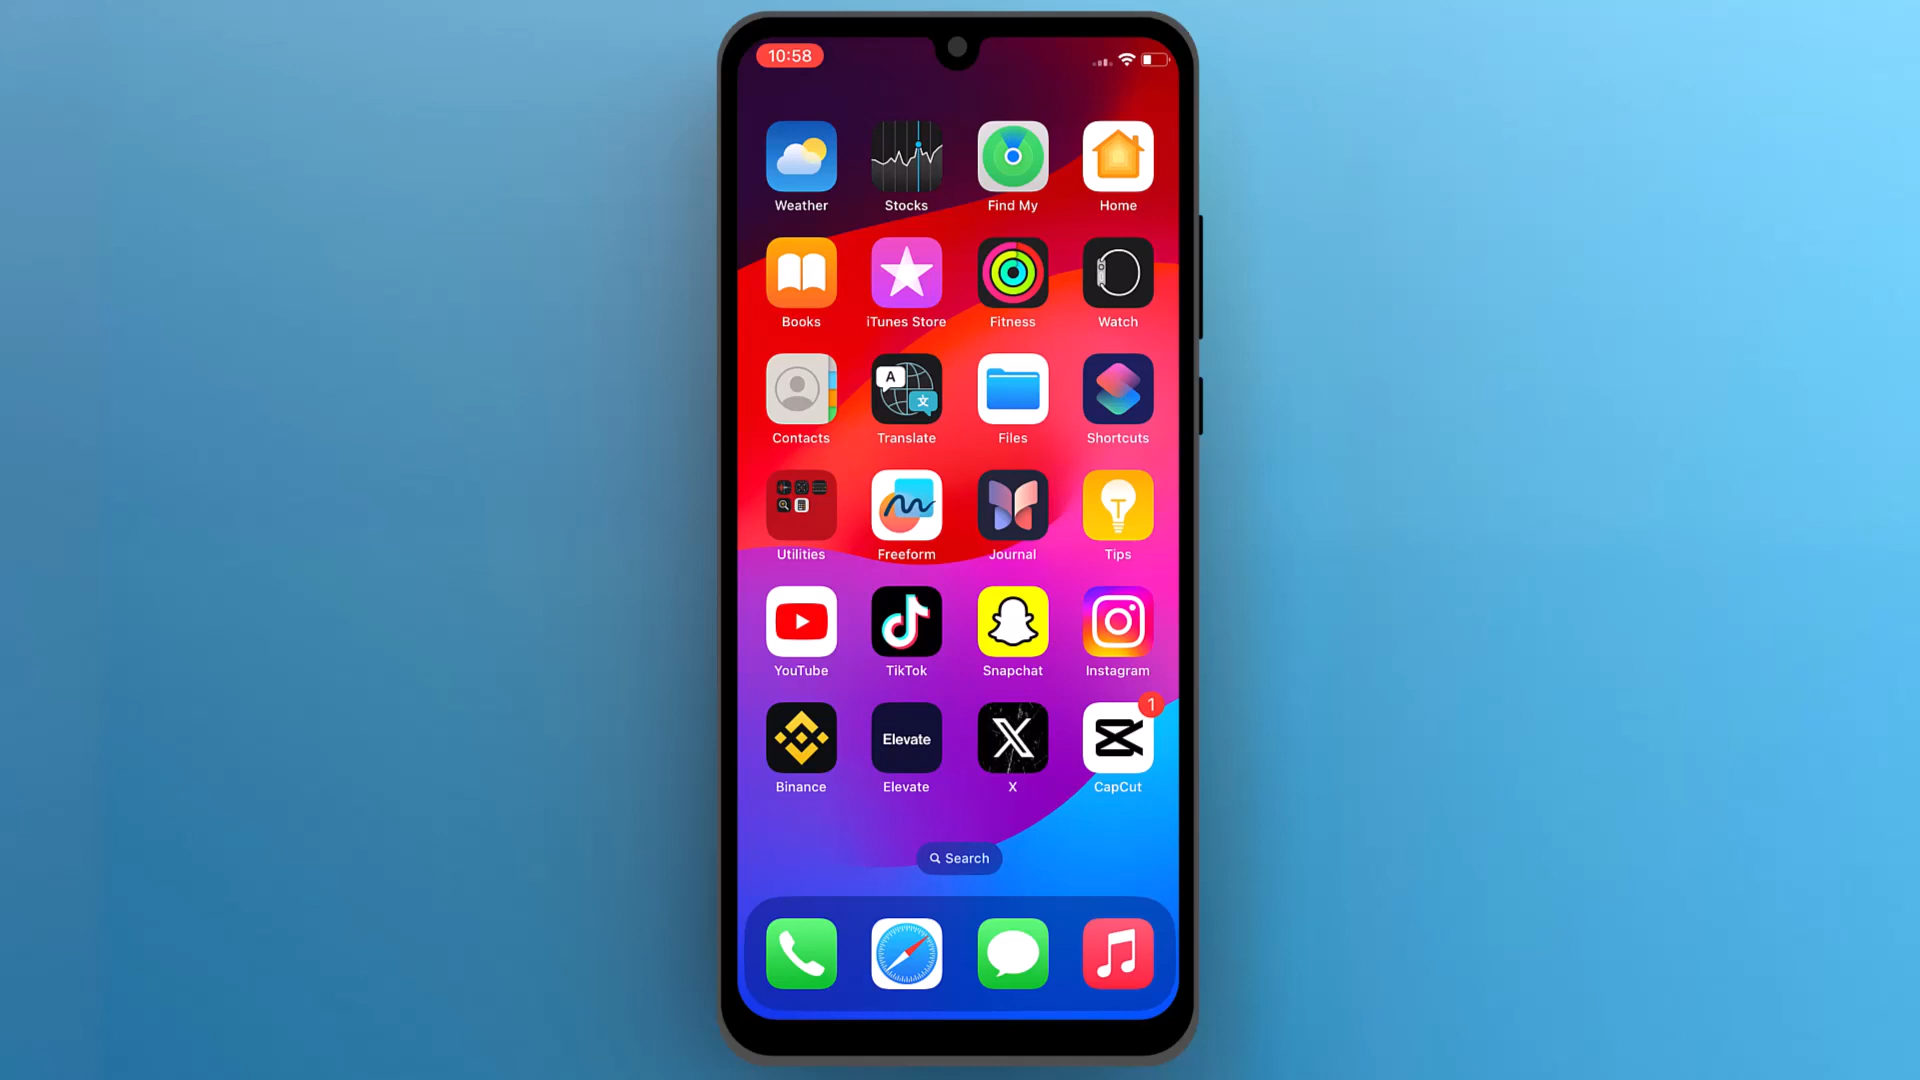 10:58
Weather Stocks Find My Home
Books iTunes Store Fitness Watch
A
文
Contacts Translate Files Shortcuts
T
Utilities Freeform Journal Tips
YouTube TikTok Snapchat Instagram
1
Elevate
Binance Elevate X CapCut
Search